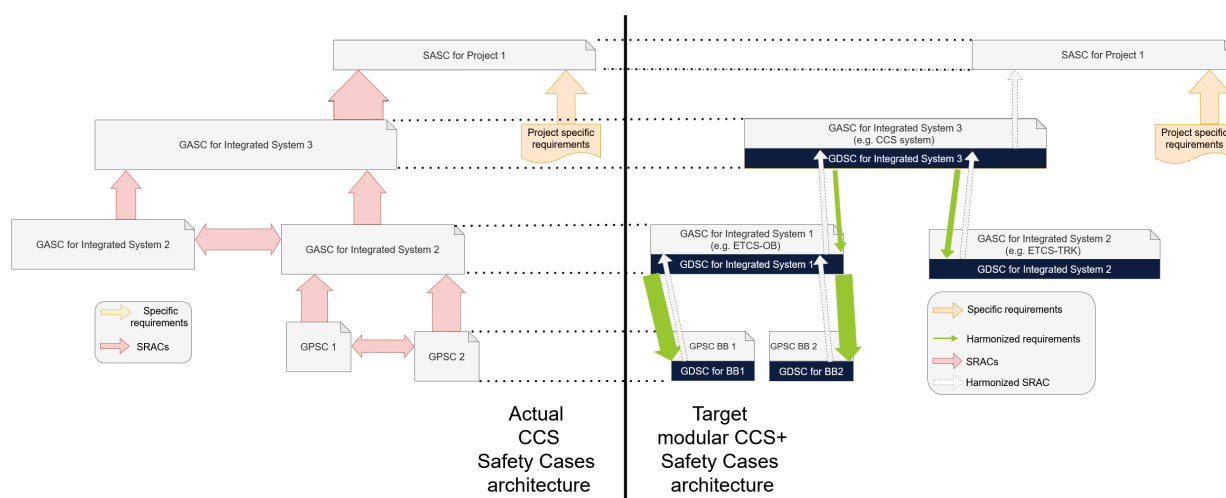 SASC for Project 1
Project specific
requirements
GASC for Integrated System 3
GASC for Integrated System 2
GASC for Integrated System 2
GPSC 1
GPSC 2
Specific
requirements
SRACs
Actual
CCS
Safety Cases
architecture
SASC for Project 1
Project specific
requirements
GASC for Integrated System 3
(e.g. CCS system)
GDSC for Integrated System 3
GASC for Integrated System 1
(e.g. ETCS-OB)
GDSC for Integrated System 1
GASC for Integrated System 2
(e.g. ETCS-TRK)
GDSC for Integrated System 2
GPSC BB 1
GDSC for BB1
GPSC BB 2
GDSC for BB2
Specific requirements
Harmonized requirements
SRACs
Harmonized SRAC
Target
modular CCS+
Safety Cases
architecture